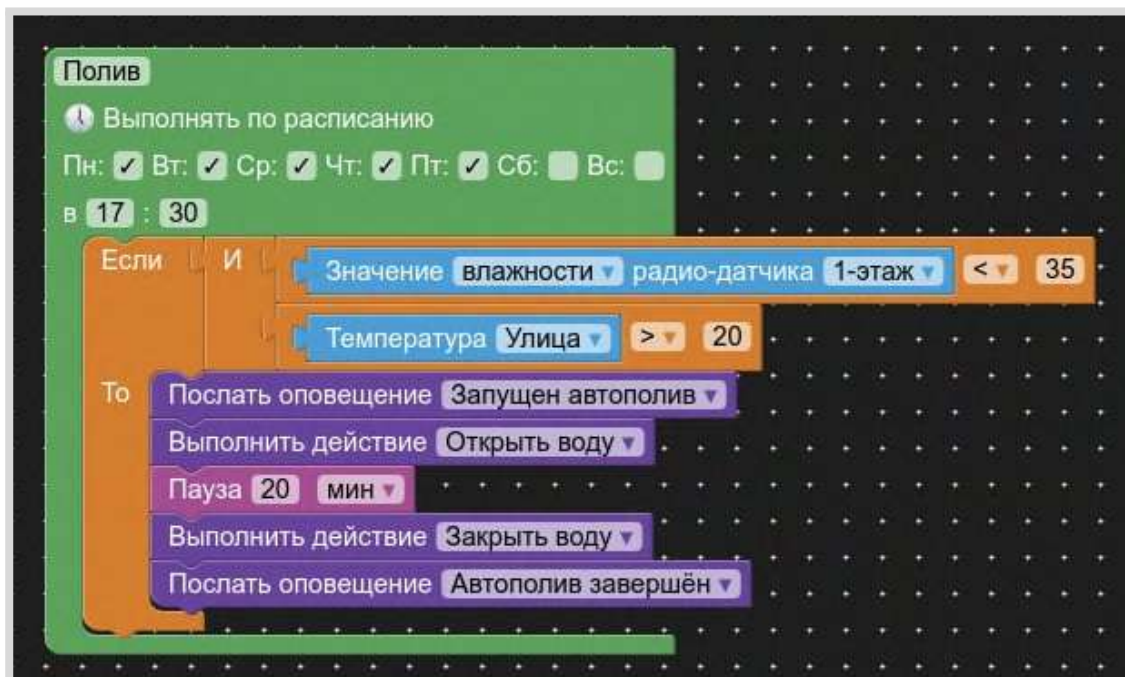 Полив
Выполнять по расписанию
Пн: ✓ Вт: ✓ Ср: ✓ Чт: ✓ Пт: ✓ Сб: Вс:
в 17 : 30
Если И Значение влажности радио-датчика 1-этаж < 35
Температура Улица > 20
То Послать оповещение Запущен автополив
Выполнить действие Открыть воду
Пауза 20 мин
Выполнить действие Закрыть воду
Послать оповещение Автополив завершён